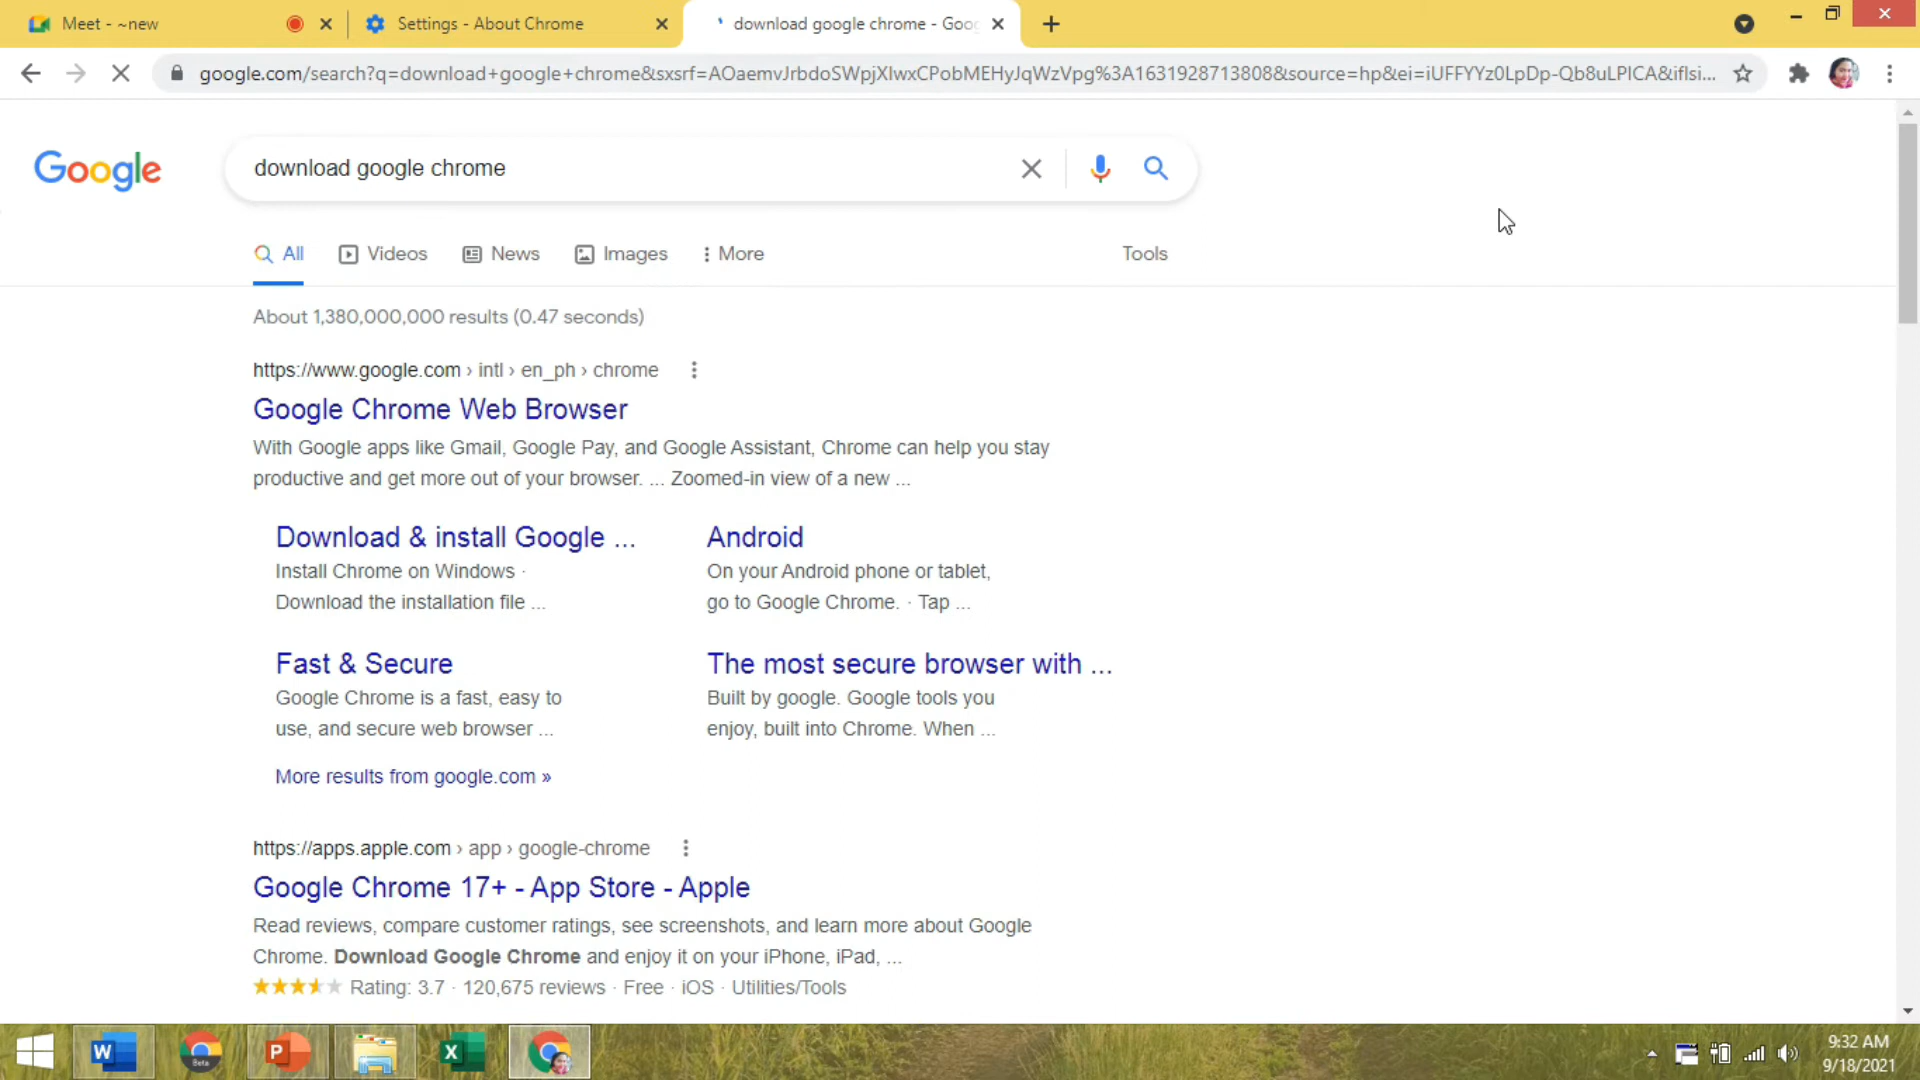 Meet - ~new
Settings - About Chrome
download google chrome - Goo
google.com/search?q=download+google+chrome&sxsrf=AOaemvJrbdoSWpjXIwxCPobMEHyJqWzVpg%3A1631928713808&source=hp&ei=iUFFYYz0LpDp-Qb8uLPICA&iflsi...
Google
download google chrome
All
Videos
News
Images
More
Tools
About 1,380,000,000 results (0.47 seconds)
https://www.google.com › intl › en_ph › chrome
Google Chrome Web Browser
With Google apps like Gmail, Google Pay, and Google Assistant, Chrome can help you stay
productive and get more out of your browser. ... Zoomed-in view of a new ...
Download & install Google ...
Install Chrome on Windows ·
Download the installation file ...
Android
On your Android phone or tablet,
go to Google Chrome. · Tap ...
Fast & Secure
Google Chrome is a fast, easy to
use, and secure web browser ...
The most secure browser with ...
Built by google. Google tools you
enjoy, built into Chrome. When ...
More results from google.com »
https://apps.apple.com › app › google-chrome
Google Chrome 17+ - App Store - Apple
Read reviews, compare customer ratings, see screenshots, and learn more about Google
Chrome. Download Google Chrome and enjoy it on your iPhone, iPad, ...
Rating: 3.7 · 120,675 reviews · Free · iOS · Utilities/Tools
W
Beta
P
X
9:32 AM
9/18/2021